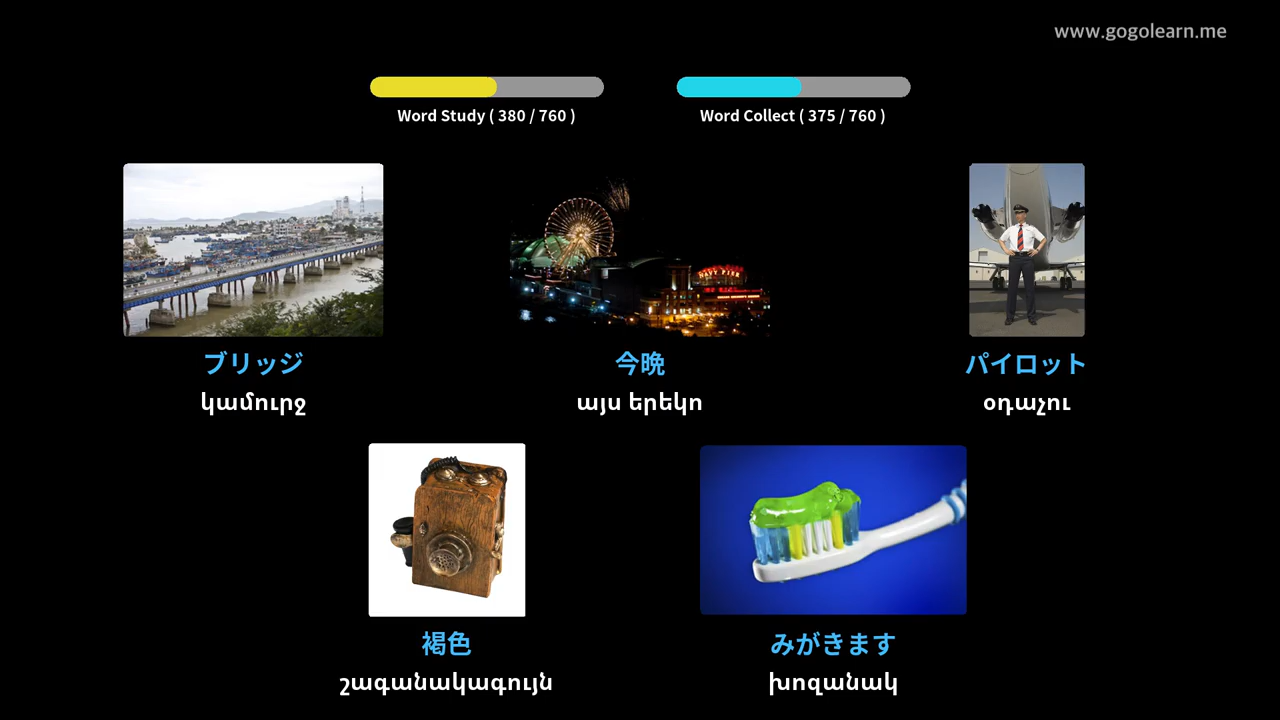 www.gogolearn.me
Word Study ( 380 / 760 )
Word Collect ( 375 / 760 )
ブリッジ
կամուրջ
今晩
այս երեկո
パイロット
օդաչու
褐色
շագանակագույն
みがきます
խոզանակ